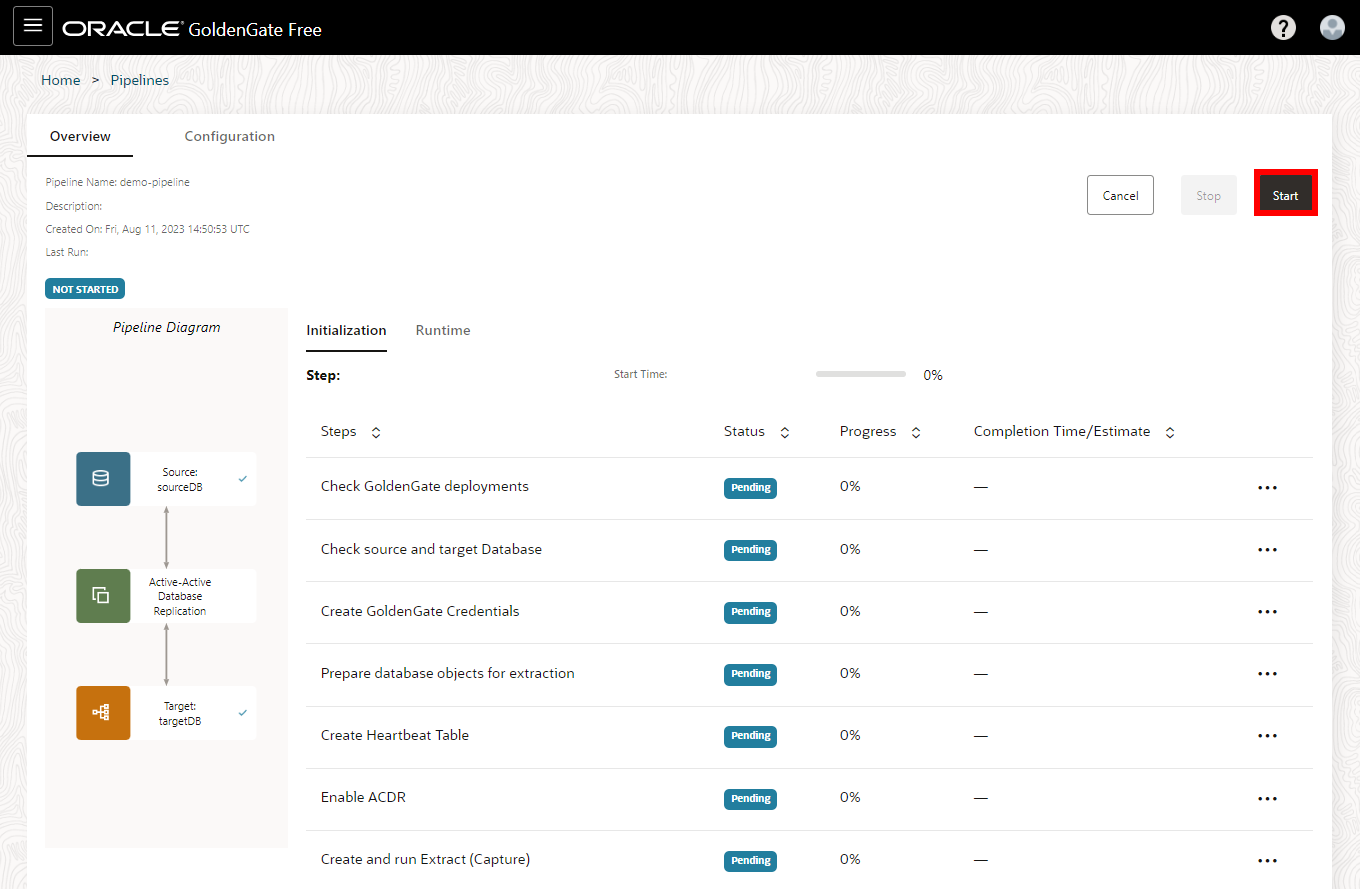 ORACLE GoldenGate Free ?
Home > Pipelines
Overview Configuration
Pipeline Name: demo-pipeline
Cancel Stop Start
Description:
Created On: Fri, Aug 11, 2023 14:50:53 UTC
Last Run:
NOT STARTED
Pipeline Diagram
Source:
sourceDB
Active-Active
Database
Replication
Target:
targetDB
Initialization Runtime
Step: Start Time: 0%
Steps Status Progress Completion Time/Estimate
Check GoldenGate deployments Pending 0% —
Check source and target Database Pending 0% —
Create GoldenGate Credentials Pending 0% —
Prepare database objects for extraction Pending 0% —
Create Heartbeat Table Pending 0% —
Enable ACDR Pending 0% —
Create and run Extract (Capture) Pending 0% —